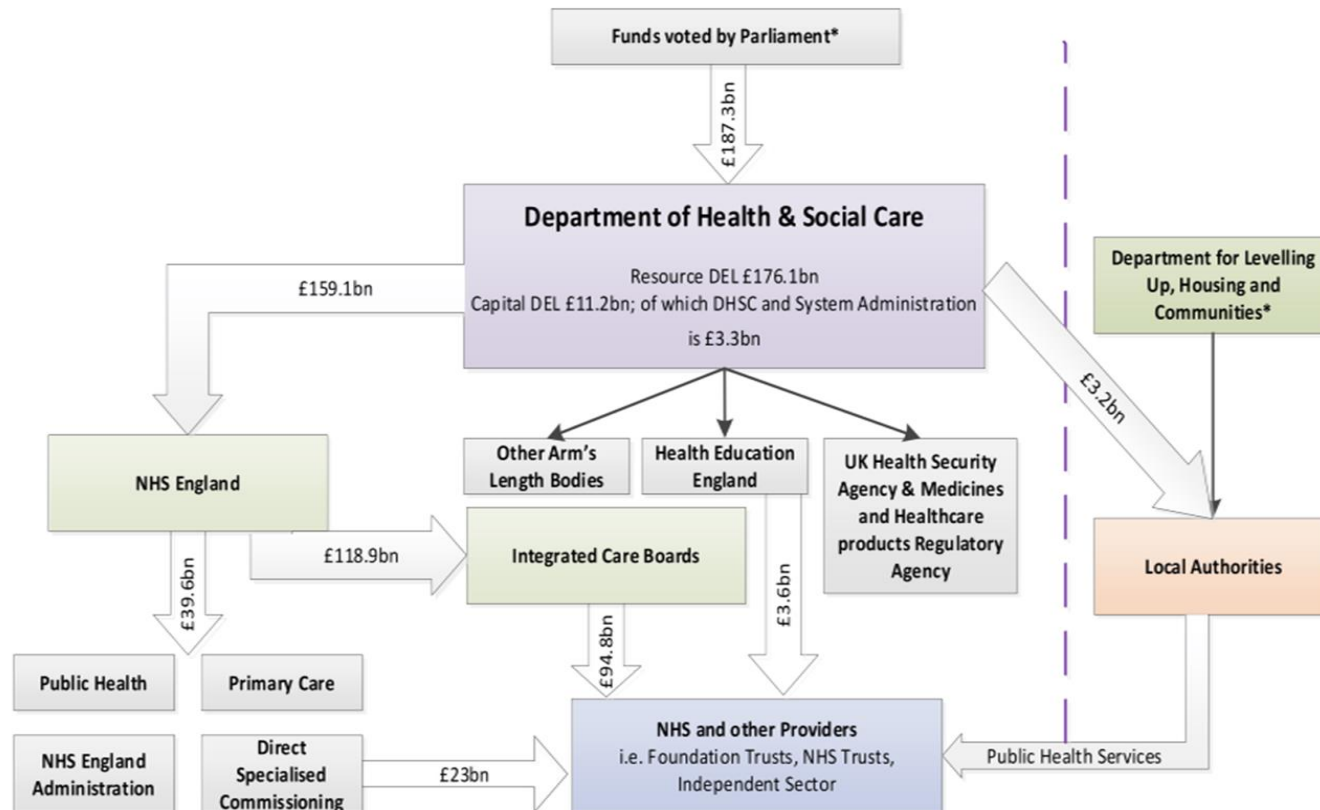 Funds voted by Parliament*
£187.3bn
Department of Health & Social Care
Resource DEL £176.1bn
Capital DEL £11.2bn; of which DHSC and System Administration
is £3.3bn
£159.1bn
Department for Levelling
Up, Housing and
Communities*
£3.2bn
NHS England
Other Arm's
Length Bodies
Health Education
England
UK Health Security
Agency & Medicines
and Healthcare
products Regulatory
Agency
£118.9bn
Integrated Care Boards
Local Authorities
£39.6bn
£94.8bn
£3.6bn
Public Health
Primary Care
NHS and other Providers
i.e. Foundation Trusts, NHS Trusts,
Independent Sector
Public Health Services
NHS England
Administration
Direct
Specialised
Commissioning
£23bn